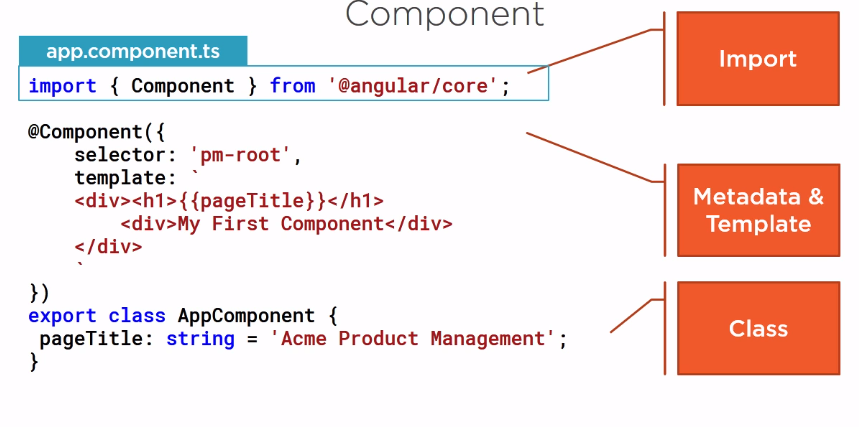 Component
app.component.ts
import { Component } from '@angular/core';
Import
@Component({
    selector: 'pm-root',
    template: `
    <div><h1>{{pageTitle}}</h1>
        <div>My First Component</div>
    </div>
    `
Metadata &
Template
})
export class AppComponent {
 pageTitle: string = 'Acme Product Management';
}
Class